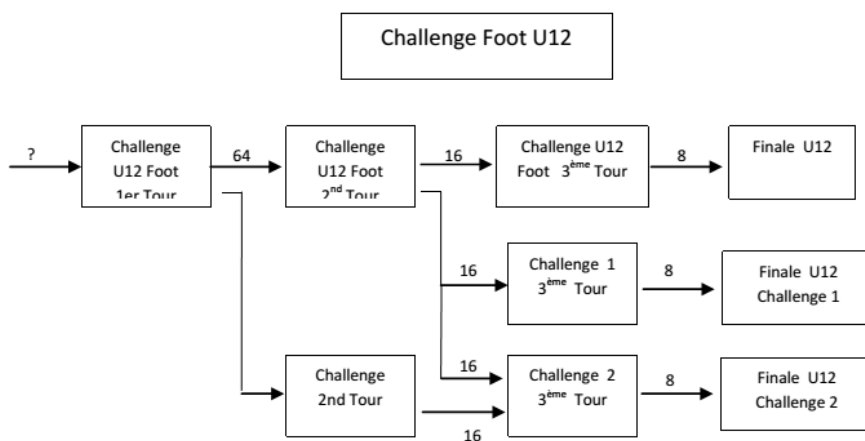 Challenge Foot U12
?
Challenge
U12 Foot
1er Tour
64
Challenge
U12 Foot
2nd Tour
16
Challenge U12
Foot 3ème Tour
8
Finale U12
16
Challenge 1
3ème Tour
8
Finale U12
Challenge 1
Challenge
2nd Tour
16
16
Challenge 2
3ème Tour
8
Finale U12
Challenge 2